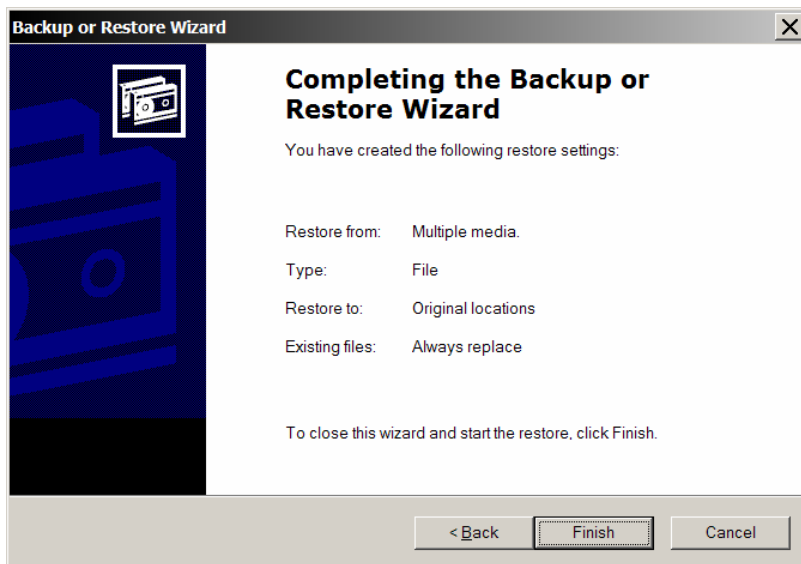 Backup or Restore Wizard
Completing the Backup or
Restore Wizard
You have created the following restore settings:
Restore from: Multiple media.
Type: File
Restore to: Original locations
Existing files: Always replace
To close this wizard and start the restore, click Finish.
< Back Finish Cancel